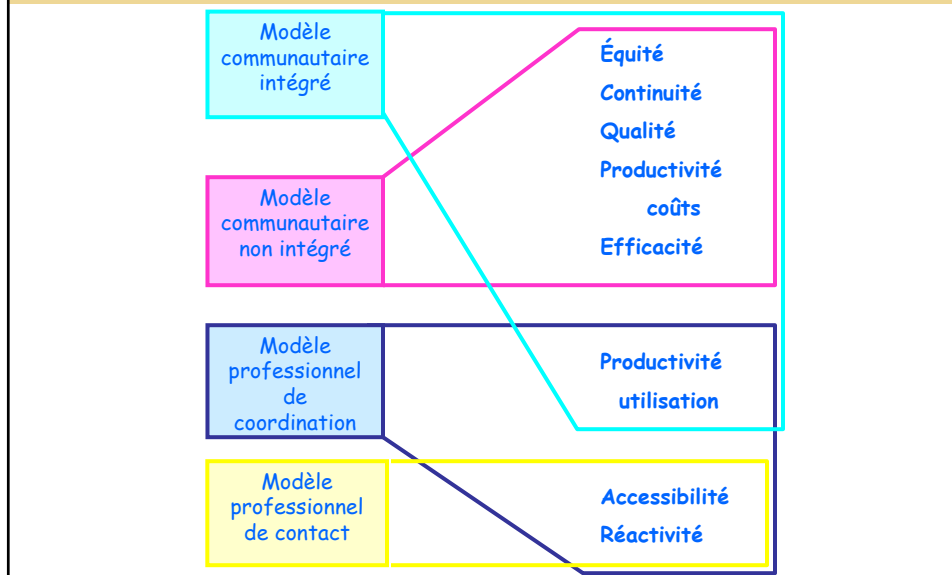 Modèle
communautaire
intégré
Modèle
communautaire
non intégré
Modèle
professionnel
de
coordination
Modèle
professionnel
de contact
Équité
Continuité
Qualité
Productivité
coûts
Efficacité
Productivité
utilisation
Accessibilité
Réactivité